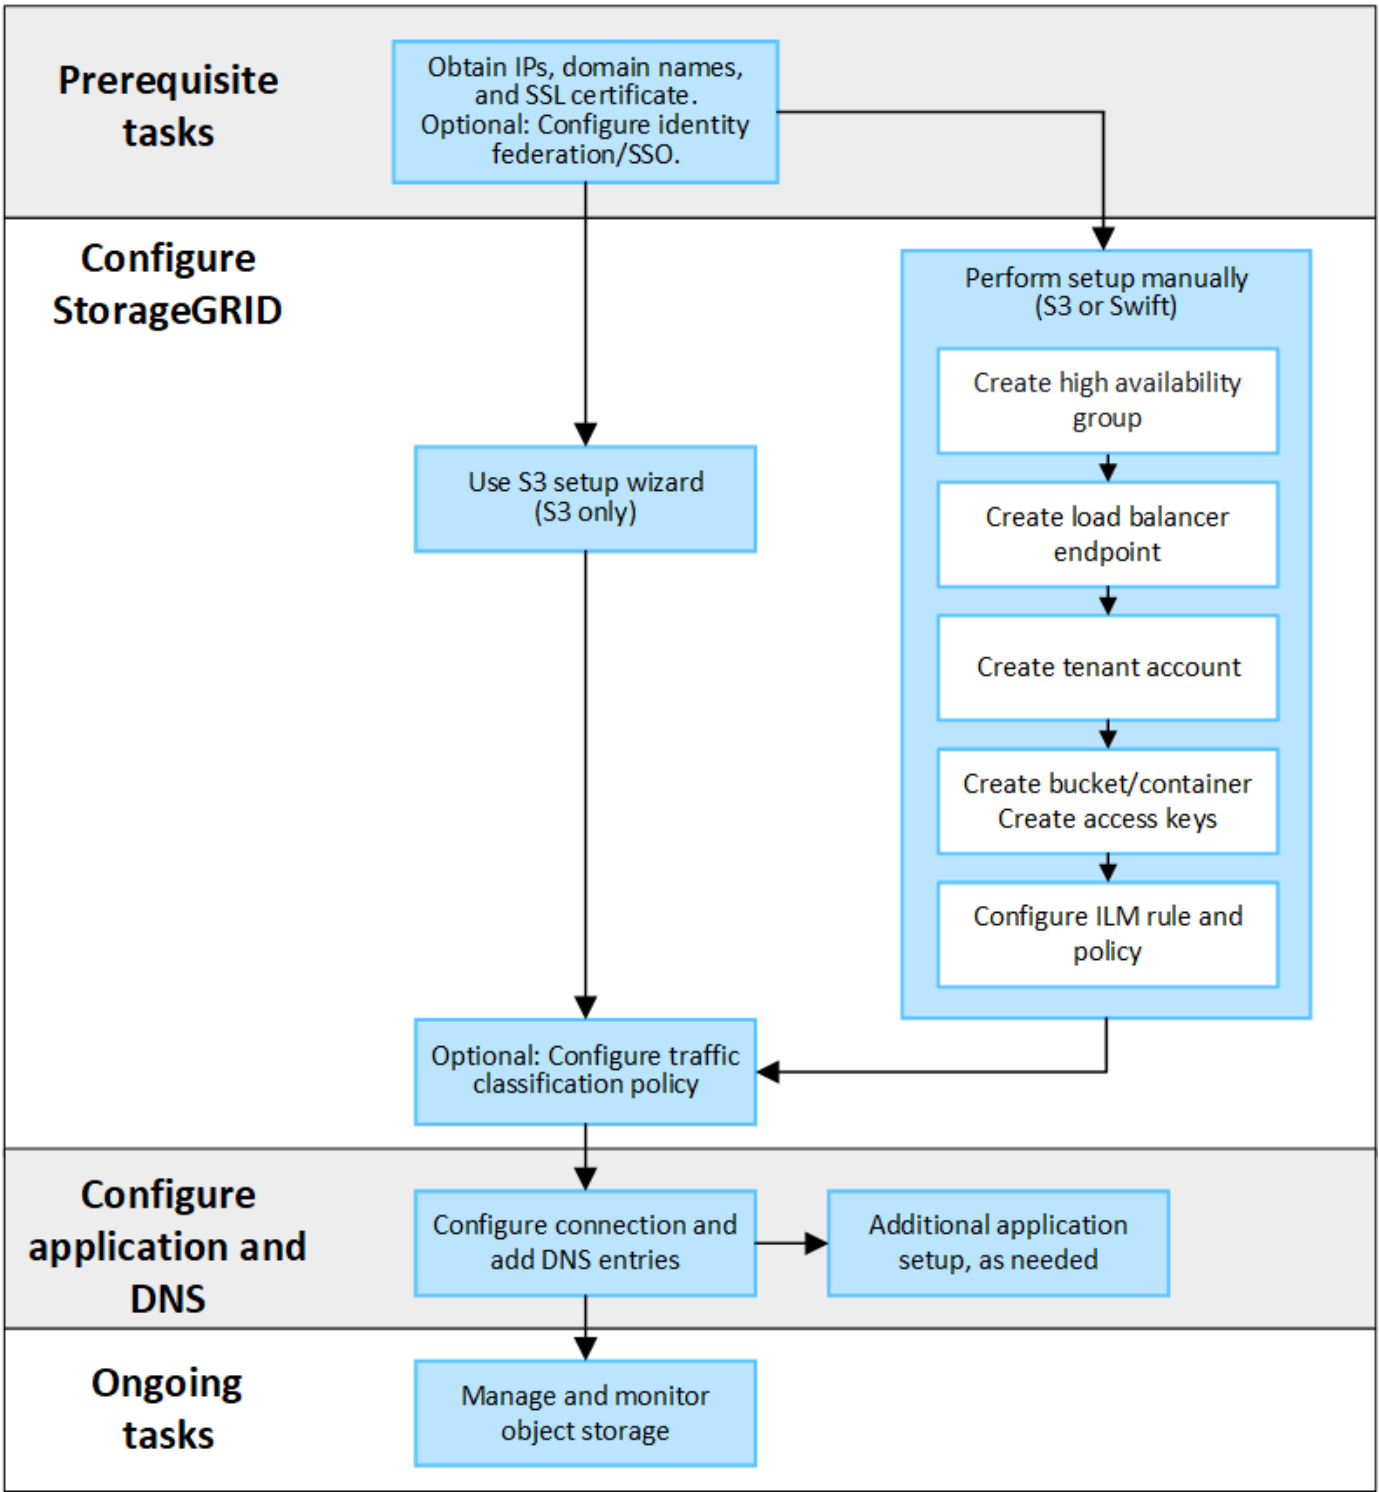 Prerequisite
tasks
Obtain IPs, domain names,
and SSL certificate.
Optional: Configure identity
federation/SSO.
Configure
StorageGRID
Perform setup manually
(S3 or Swift)
Create high availability
group
Create load balancer
endpoint
Create tenant account
Create bucket/container
Create access keys
Configure ILM rule and
policy
Use S3 setup wizard
(S3 only)
Optional: Configure traffic
classification policy
Configure
application and
DNS
Configure connection and
add DNS entries
Additional application
setup, as needed
Ongoing
tasks
Manage and monitor
object storage